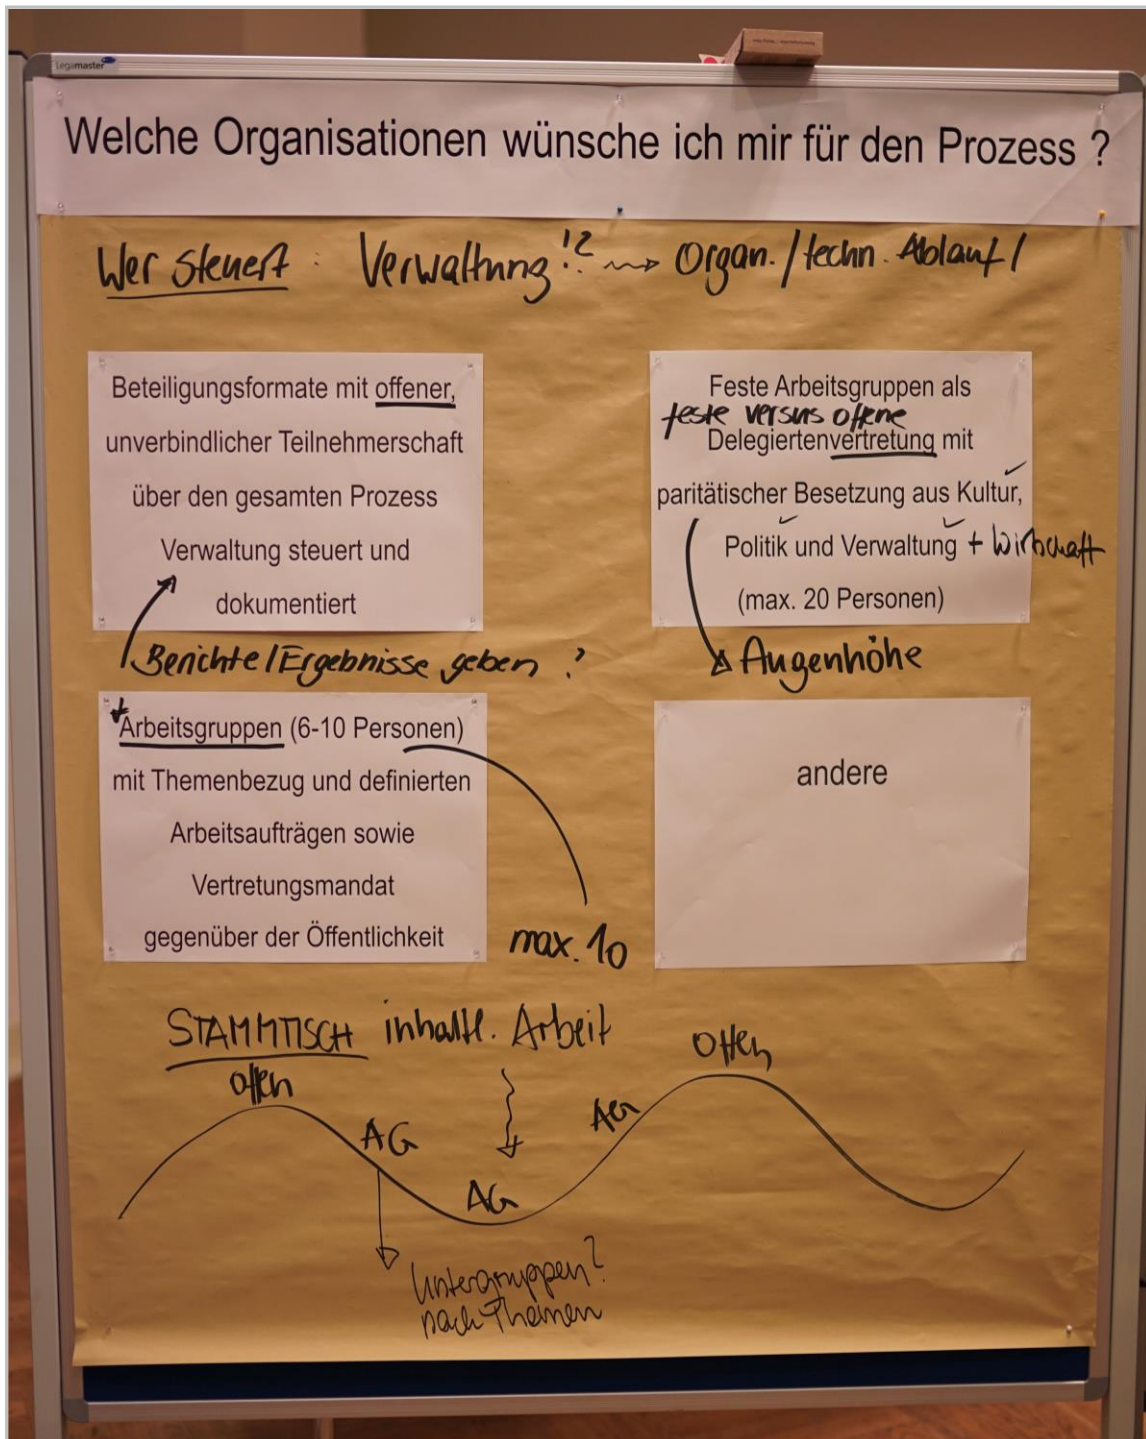 Legamaster
Welche Organisationen wünsche ich mir für den Prozess ?
Wer steuert : Verwaltung !? → Organ. / techn. Ablauf /
Beteiligungsformate mit offener,
unverbindlicher Teilnehmerschaft
über den gesamten Prozess
Verwaltung steuert und
dokumentiert
Feste Arbeitsgruppen als
feste versus offene
Delegiertenvertretung mit
paritätischer Besetzung aus Kultur,
Politik und Verwaltung + Wirtschaft
(max. 20 Personen)
Berichte / Ergebnisse geben ?
Augenhöhe
Arbeitsgruppen (6-10 Personen)
mit Themenbezug und definierten
Arbeitsaufträgen sowie
Vertretungsmandat
gegenüber der Öffentlichkeit
max. 10
andere
STAMMTISCH inhaltl. Arbeit
offen
AG
AG
AG
Offen
Untergruppen?
nach Themen